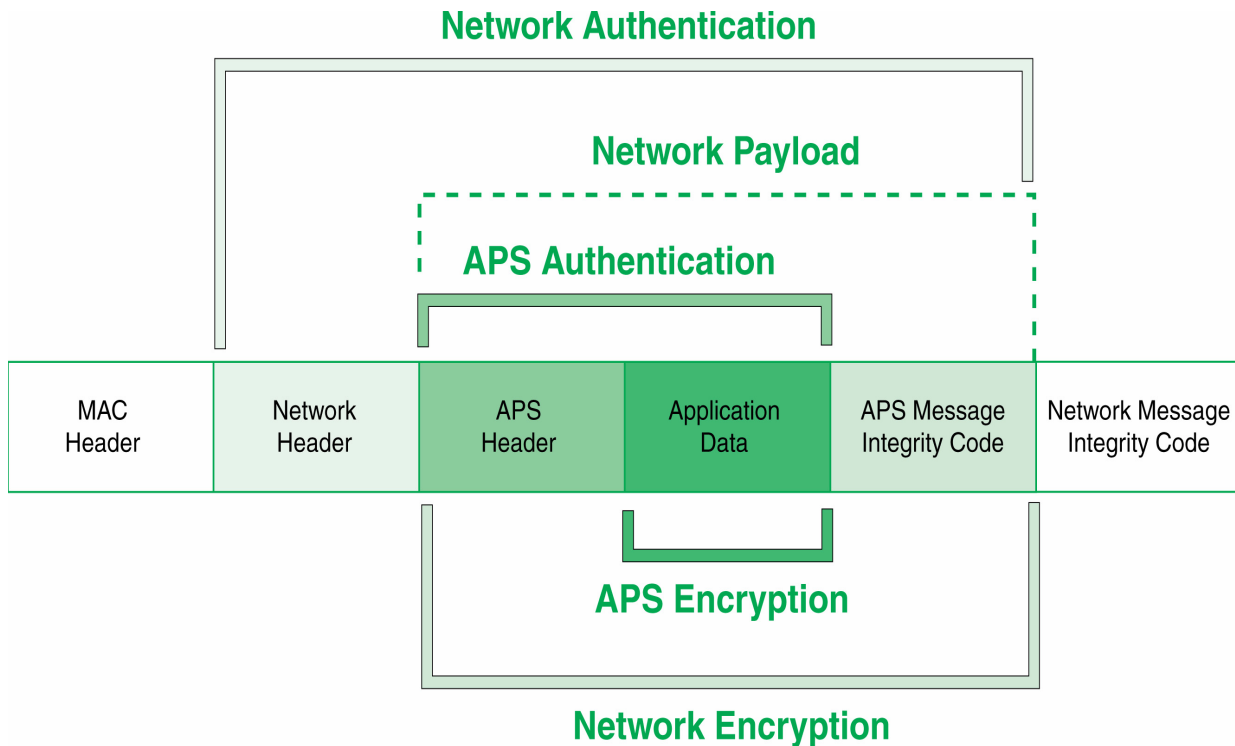 Network Authentication
Network Payload
APS Authentication
MAC
Header
Network
Header
APS
Header
Application
Data
APS Message
Integrity Code
Network Message
Integrity Code
APS Encryption
Network Encryption